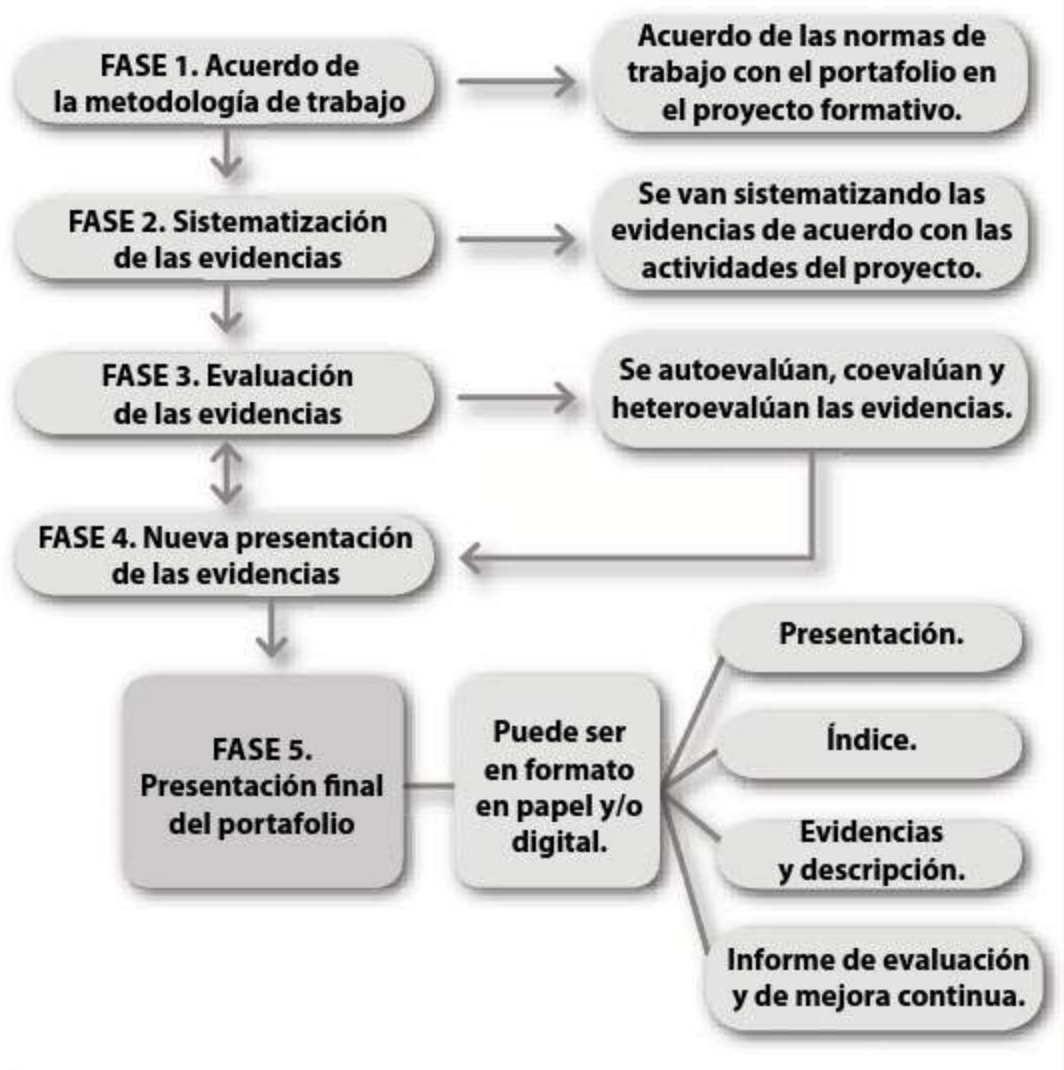 FASE 1. Acuerdo de
la metodología de trabajo
Acuerdo de las normas de
trabajo con el portafolio en
el proyecto formativo.
FASE 2. Sistematización
de las evidencias
Se van sistematizando las
evidencias de acuerdo con las
actividades del proyecto.
FASE 3. Evaluación
de las evidencias
Se autoevalúan, coevalúan y
heteroevalúan las evidencias.
FASE 4. Nueva presentación
de las evidencias
FASE 5.
Presentación final
del portafolio
Puede ser
en formato
en papel y/o
digital.
Presentación.
Índice.
Evidencias
y descripción.
Informe de evaluación
y de mejora continua.